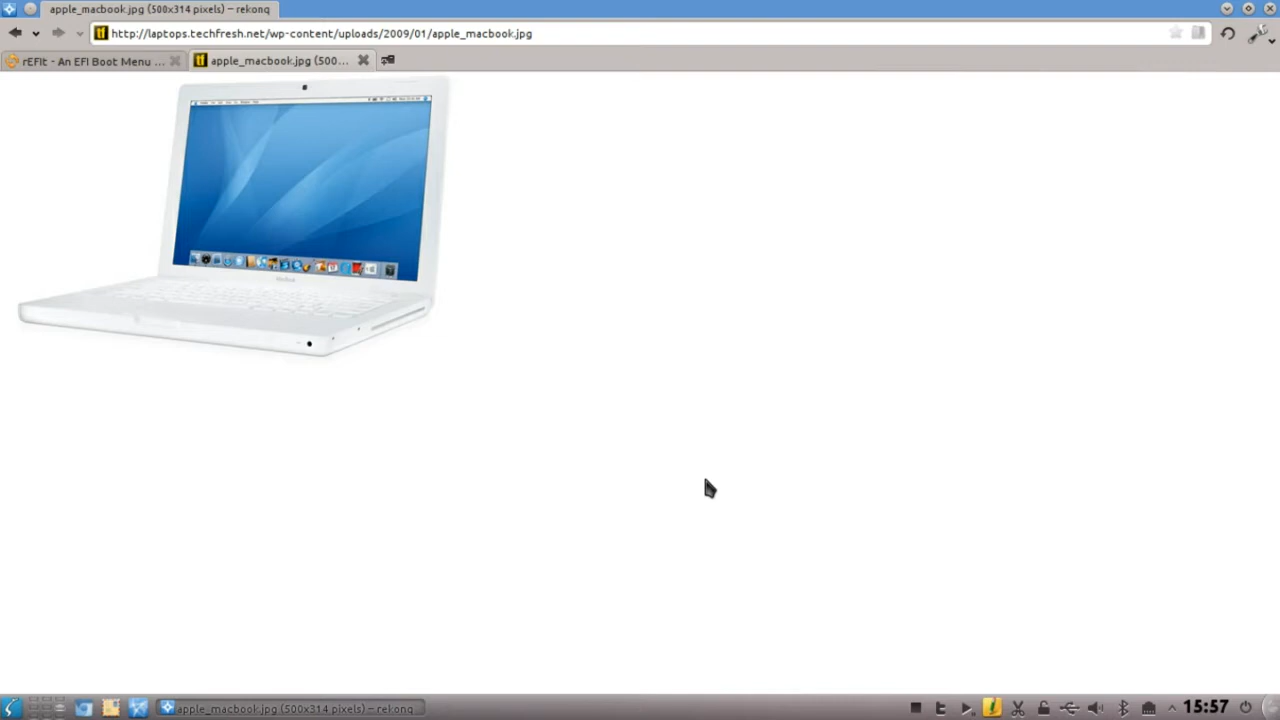 apple_macbook.jpg (500x314 pixels) – rekonq
http://laptops.techfresh.net/wp-content/uploads/2009/01/apple_macbook.jpg
rEFIt - An EFI Boot Menu ...
apple_macbook.jpg (500...
MacBook
apple_macbook.jpg (500x314 pixels) – rekonq
15:57